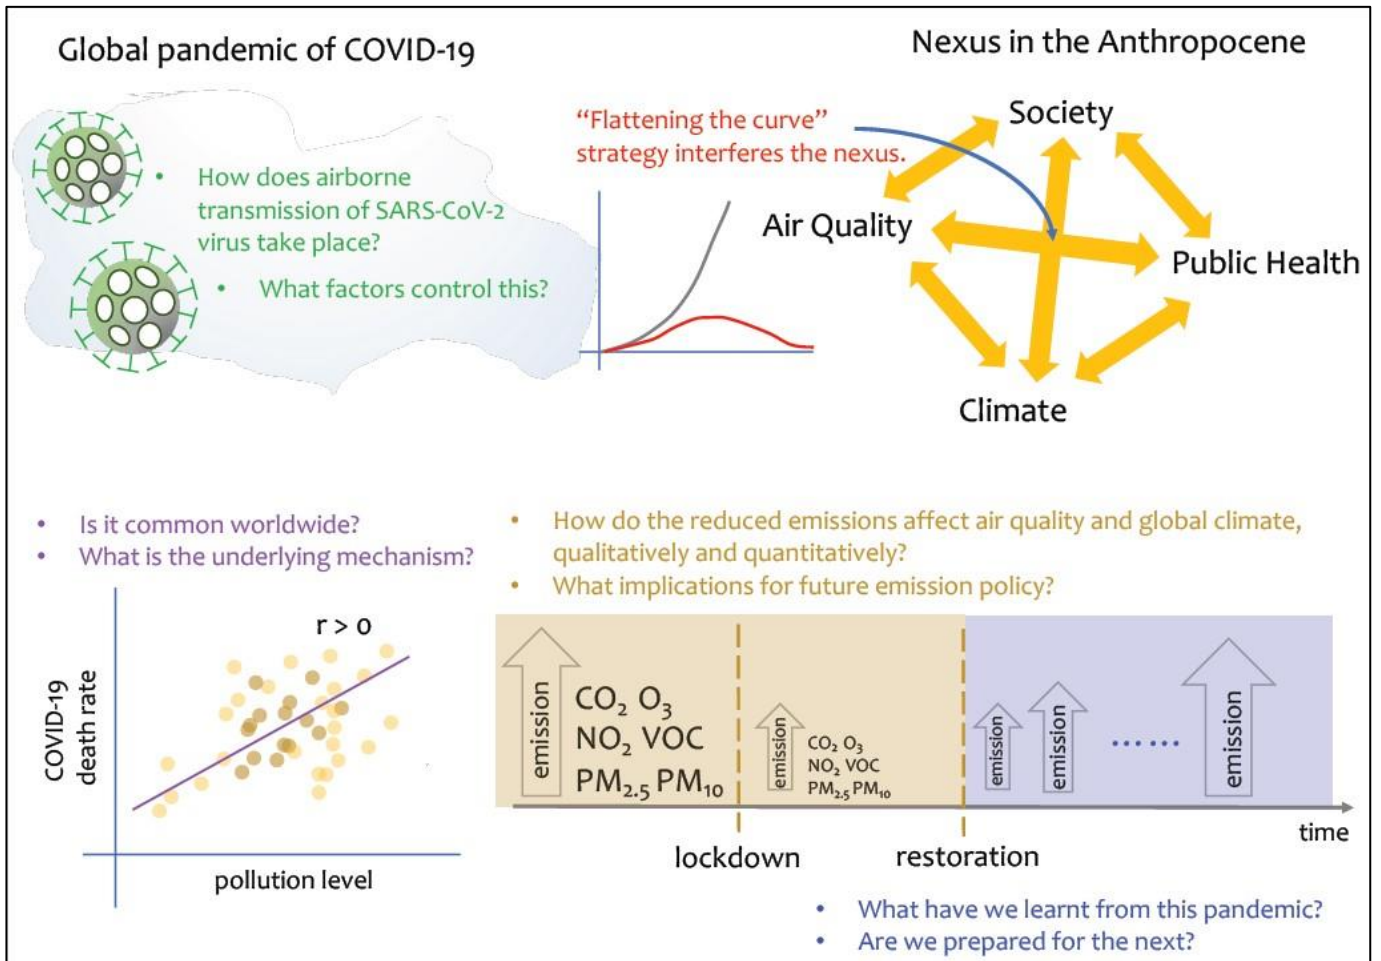 Global pandemic of COVID-19
Nexus in the Anthropocene
• How does airborne
transmission of SARS-CoV-2
virus take place?
• What factors control this?
"Flattening the curve"
strategy interferes the nexus.
Society
Air Quality
Public Health
Climate
• Is it common worldwide?
• What is the underlying mechanism?
r > 0
COVID-19
death rate
pollution level
• How do the reduced emissions affect air quality and global climate,
qualitatively and quantitatively?
• What implications for future emission policy?
emission
CO₂ O₃
NO₂ VOC
PM₂.₅ PM₁₀
emission
CO₂ O₃
NO₂ VOC
PM₂.₅ PM₁₀
emission
emission
......
emission
time
lockdown
restoration
• What have we learnt from this pandemic?
• Are we prepared for the next?